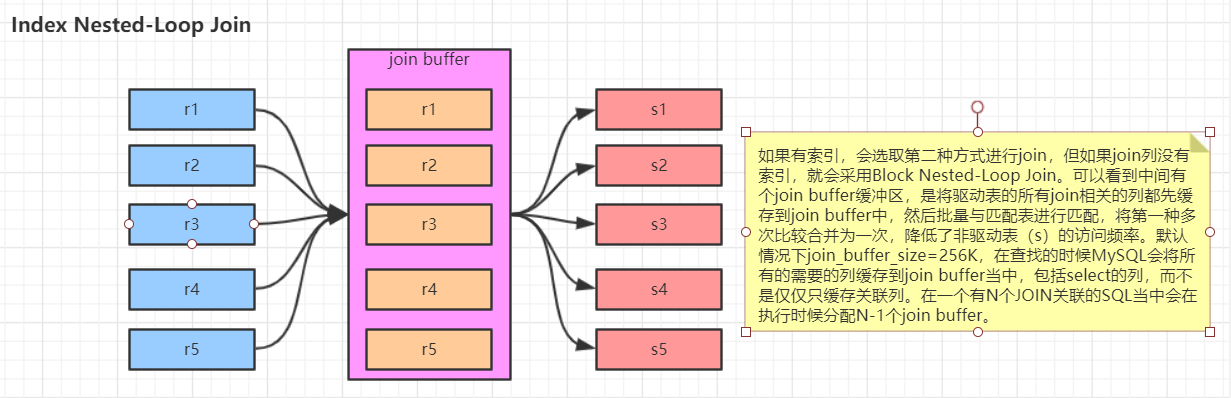 Index Nested-Loop Join
join buffer
r1
r1
s1
r2
r2
s2
r3
r3
s3
r4
r4
s4
r5
r5
s5
如果有索引，会选取第二种方式进行join，但如果join列没有
索引，就会采用Block Nested-Loop Join。可以看到中间有
个join buffer缓冲区，是将驱动表的所有join相关的列都先缓
存到join buffer中，然后批量与匹配表进行匹配，将第一种多
次比较合并为一次，降低了非驱动表（s）的访问频率。默认
情况下join_buffer_size=256K，在查找的时候MySQL会将所
有的需要的列缓存到join buffer当中，包括select的列，而不
是仅仅只缓存关联列。在一个有N个JOIN关联的SQL当中会在
执行时候分配N-1个join buffer。